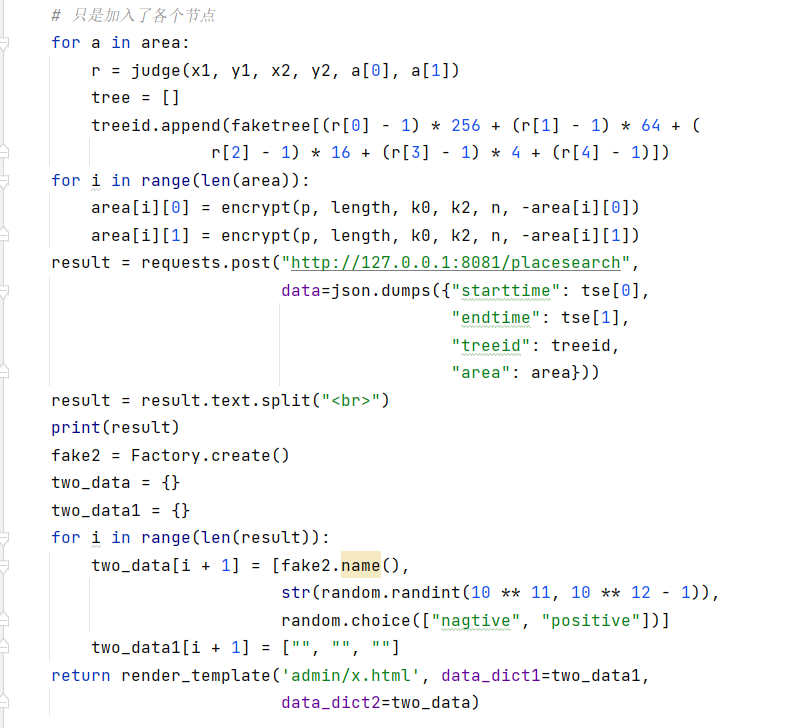 # 只是加入了各个节点
for a in area:
    r = judge(x1, y1, x2, y2, a[0], a[1])
    tree = []
    treeid.append(faketree[(r[0] - 1) * 256 + (r[1] - 1) * 64 + (
                r[2] - 1) * 16 + (r[3] - 1) * 4 + (r[4] - 1)])
for i in range(len(area)):
    area[i][0] = encrypt(p, length, k0, k2, n, -area[i][0])
    area[i][1] = encrypt(p, length, k0, k2, n, -area[i][1])
result = requests.post("http://127.0.0.1:8081/placesearch",
                       data=json.dumps({"starttime": tse[0],
                                        "endtime": tse[1],
                                        "treeid": treeid,
                                        "area": area}))
result = result.text.split("<br>")
print(result)
fake2 = Factory.create()
two_data = {}
two_data1 = {}
for i in range(len(result)):
    two_data[i + 1] = [fake2.name(),
                       str(random.randint(10 ** 11, 10 ** 12 - 1)),
                       random.choice(["nagtive", "positive"])]
    two_data1[i + 1] = ["", "", ""]
return render_template('admin/x.html', data_dict1=two_data1,
                       data_dict2=two_data)